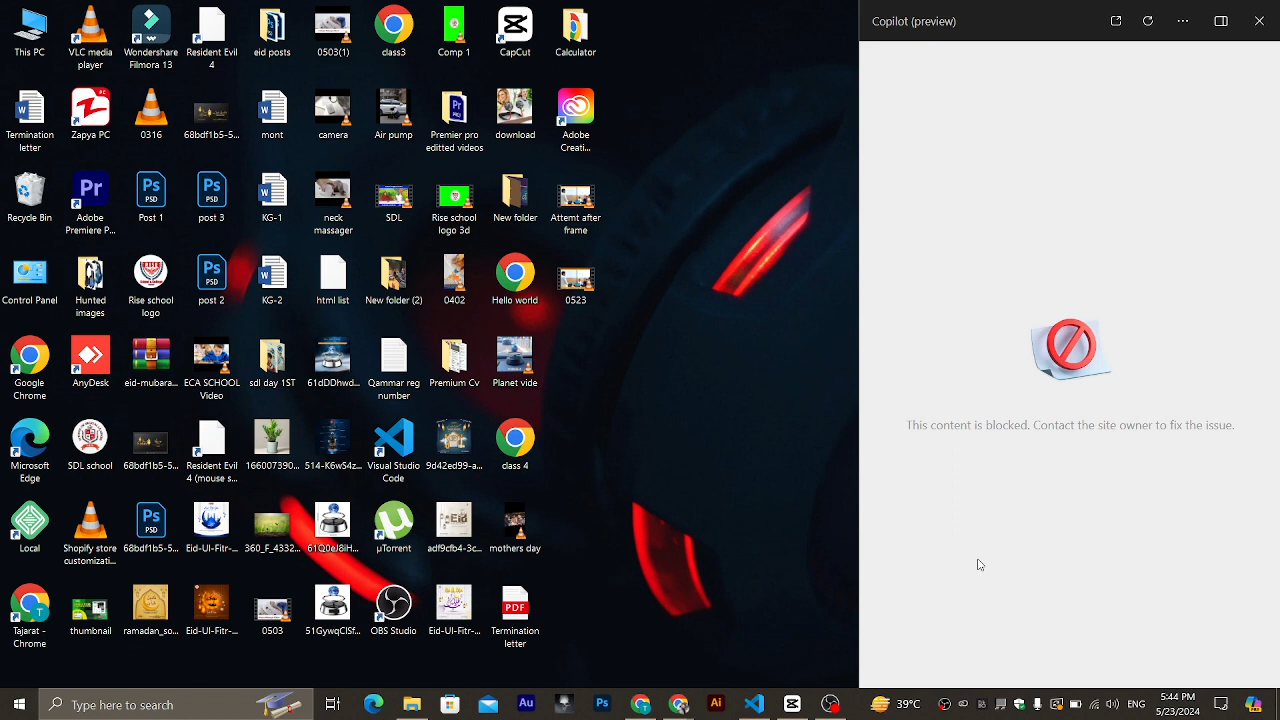 Copilot (preview)
This PC
VLC media player
Wondershare Filmora 13
Resident Evil 4
eid posts
0503(1)
class3
Comp 1
CapCut
Calculator
Termination letter
Zapya PC
0316
68bdf1b5-5...
mont
camera
Air pump
Premier pro editted videos
download
Adobe Creati...
Recycle Bin
Adobe Premiere P...
Post 1
post 3
KG-1
neck massager
SDL
Rise school logo 3d
New folder
Attemt after frame
Control Panel
Hunted images
Rise school logo
post 2
KG-2
html list
New folder (2)
0402
Hello world
0523
Google Chrome
AnyDesk
eid-mubara...
ECA SCHOOL Video
sdl day 1ST
61dDDhwd...
Qammar reg number
Premium Cv
Planet vide
Microsoft Edge
SDL School
68bdf1b5-5...
Resident Evil 4 (mouse s...
160007390...
514-K6wS4z...
Visual Studio Code
class 4
Local
Shopify store customizati...
68bdf1b5-5...
Eid-Ul-Fitr-...
360_F_4332...
µTorrent
adf9cfb4-3c...
mothers day
Tajarat - Chrome
thumbnail
ramadan-so...
Eid-Ul-Fitr-...
0503
OBS Studio
Eid-Ul-Fitr-...
Termination letter
This content is blocked. Contact the site owner to fix the issue.
Type here to search
39°C
ENG
5:44 PM
5/23/2024